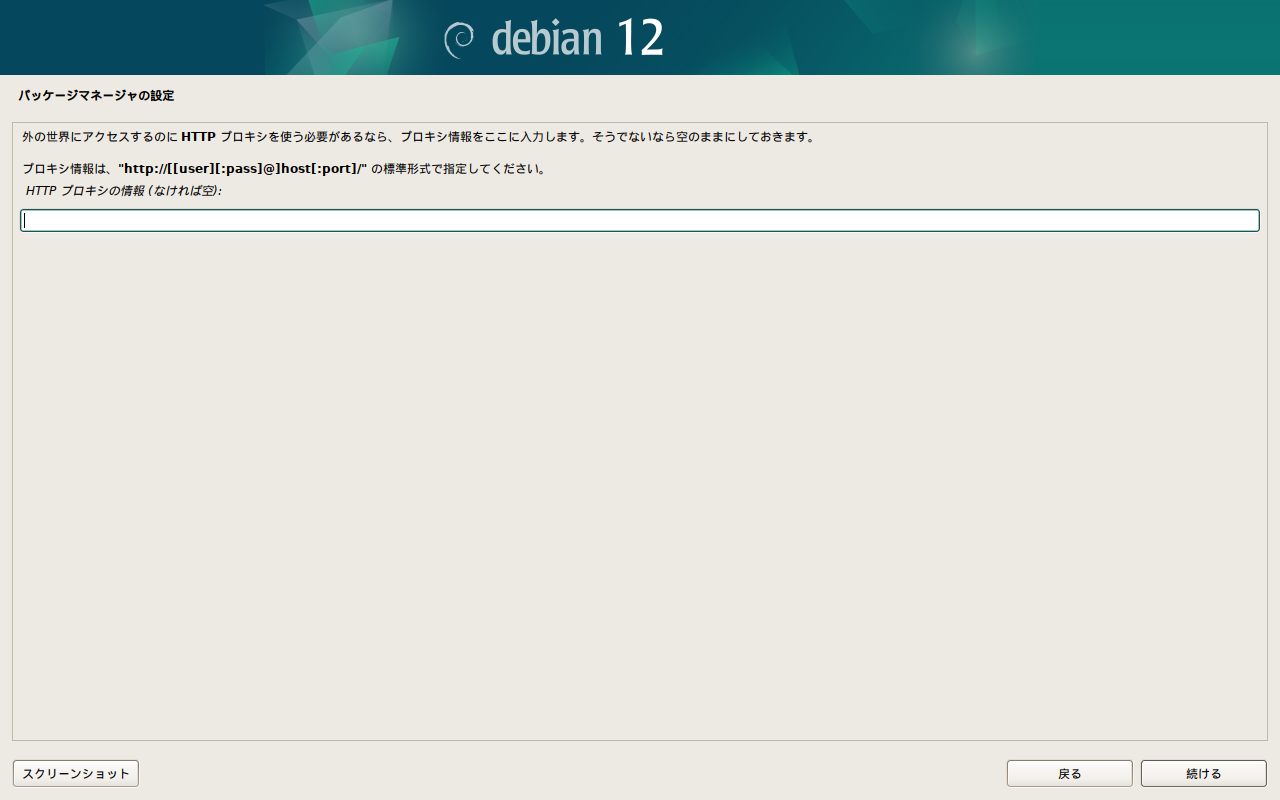 debian 12
パッケージマネージャの設定
外の世界にアクセスするのに HTTP プロキシを使う必要があるなら、プロキシ情報をここに入力します。そうでないなら空のままにしておきます。
プロキシ情報は、"http://[[user][:pass]@]host[:port]/" の標準形式で指定してください。
HTTP プロキシの情報 (なければ空):
スクリーンショット
戻る
続ける